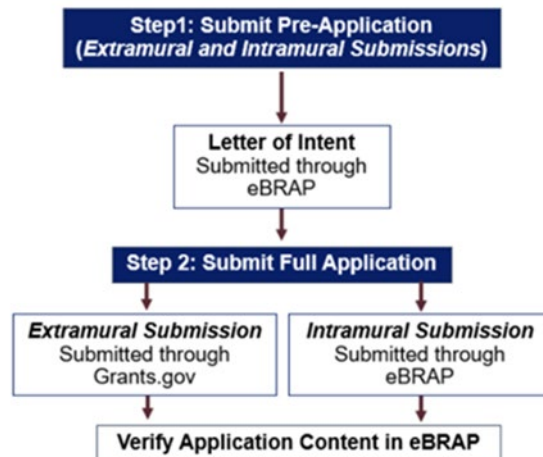 Step1: Submit Pre-Application
(Extramural and Intramural Submissions)
Letter of Intent
Submitted through
eBRAP
Step 2: Submit Full Application
Extramural Submission
Submitted through
Grants.gov
Intramural Submission
Submitted through
eBRAP
Verify Application Content in eBRAP